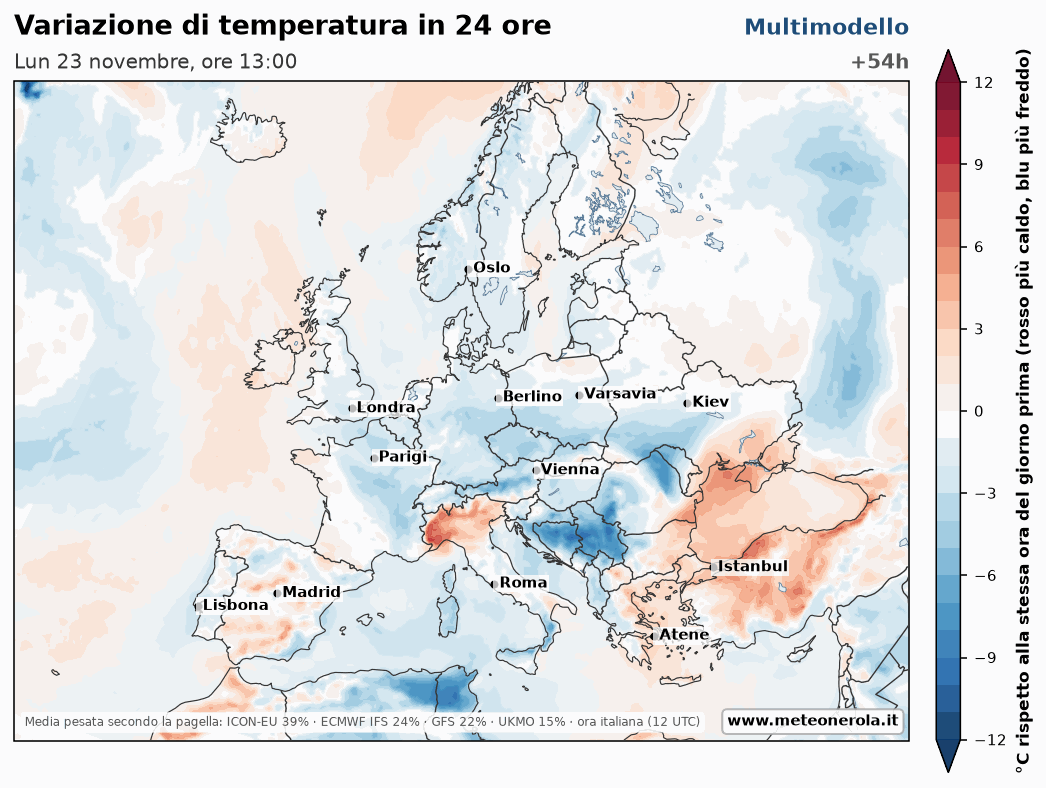 Variazione di temperatura in 24 ore
Multimodello
Lun 23 novembre, ore 13:00
+54h
Oslo
Londra
Berlino
Varsavia
Kiev
Parigi
Vienna
Istanbul
Roma
Madrid
Lisbona
Atene
Media pesata secondo la pagella: ICON-EU 39% · ECMWF IFS 24% · GFS 22% · UKMO 15% · ora italiana (12 UTC)
www.meteonerola.it
12
9
6
3
0
−3
−6
−9
−12
°C rispetto alla stessa ora del giorno prima (rosso più caldo, blu più freddo)